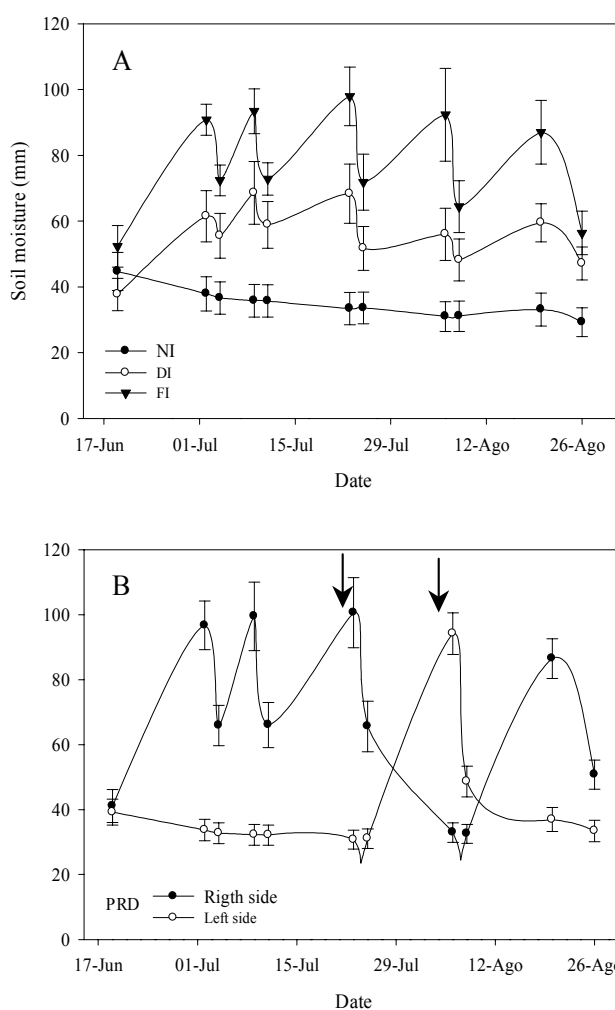 120
A
100
80
60
40
20
0
Soil moisture (mm)
NI
DI
FI
17-Jun 01-Jul 15-Jul 29-Jul 12-Ago 26-Ago
Date
120
B
100
80
60
40
20
0
PRD
Rigth side
Left side
17-Jun 01-Jul 15-Jul 29-Jul 12-Ago 26-Ago
Date